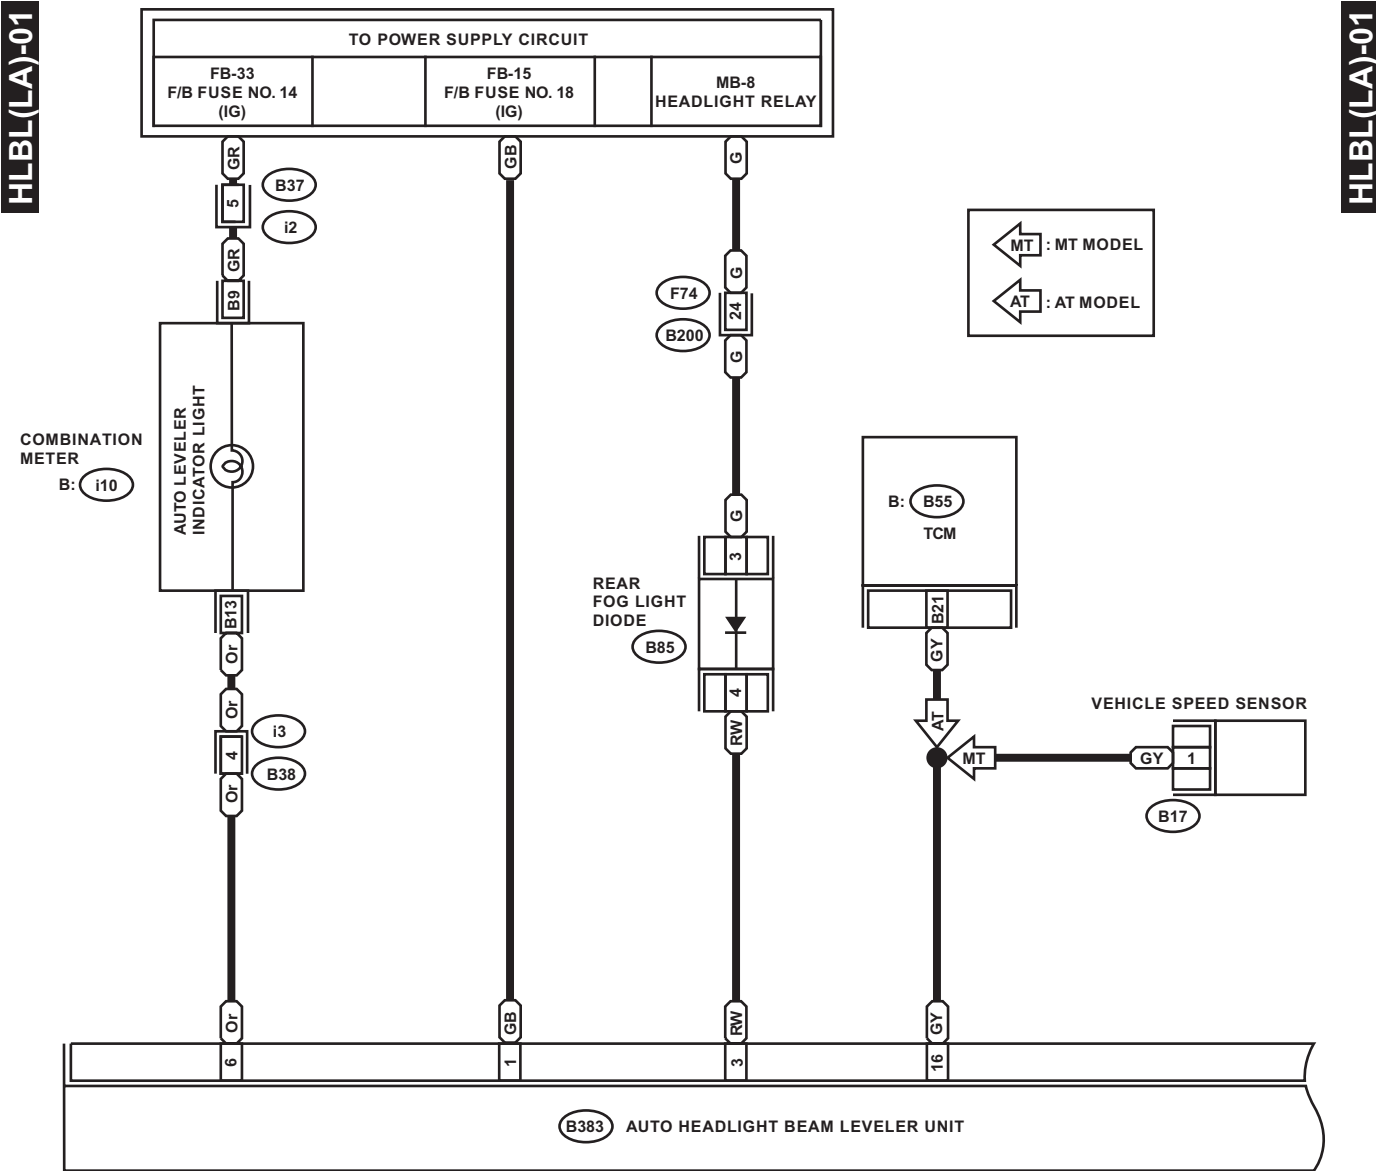 HLBL(LA)-01
HLBL(LA)-01
TO POWER SUPPLY CIRCUIT
FB-33
F/B FUSE NO. 14
(IG)
FB-15
F/B FUSE NO. 18
(IG)
MB-8
HEADLIGHT RELAY
GR
GB
G
5
B37
i2
GR
B9
G
F74
24
B200
G
MT : MT MODEL
AT : AT MODEL
COMBINATION
METER
B: i10
AUTO LEVELER
INDICATOR LIGHT
B: B55
TCM
G
3
REAR
FOG LIGHT
DIODE
B85
4
RW
B13
Or
Or
i3
4
B38
Or
B21
GY
AT
MT
VEHICLE SPEED SENSOR
GY
1
B17
Or
GB
RW
GY
6
1
3
16
B383 AUTO HEADLIGHT BEAM LEVELER UNIT